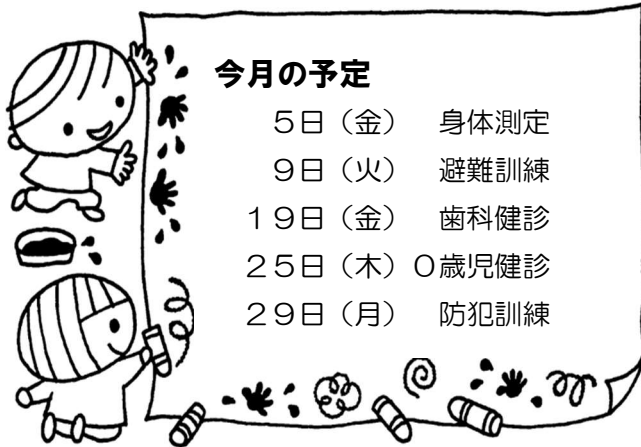 今月の予定
５日（金）　身体測定
９日（火）　避難訓練
１９日（金）　歯科健診
２５日（木）０歳児健診
２９日（月）　防犯訓練